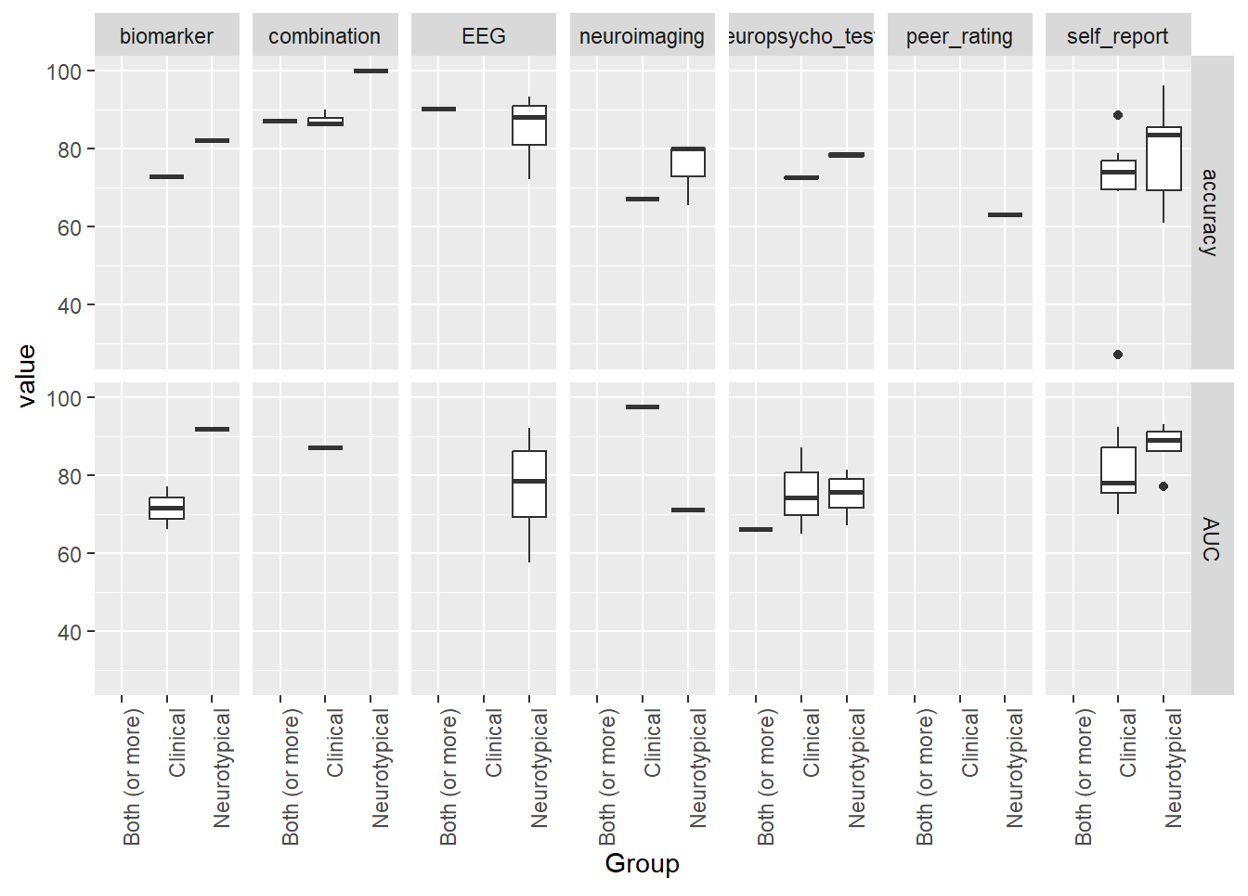 biomarker
combination
EEG
neuroimaging
europsycho_test
peer_rating
self_report
100
80
60
40
accuracy
100
80
60
40
AUC
value
Both (or more)
Clinical
Neurotypical
Both (or more)
Clinical
Neurotypical
Both (or more)
Clinical
Neurotypical
Both (or more)
Clinical
Neurotypical
Both (or more)
Clinical
Neurotypical
Both (or more)
Clinical
Neurotypical
Both (or more)
Clinical
Neurotypical
Group